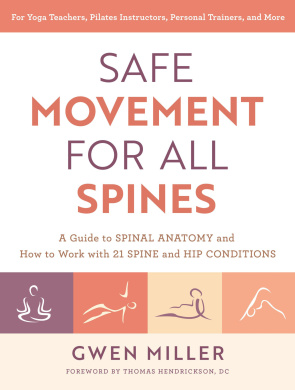 For Yoga Teachers, Pilates Instructors, Personal Trainers, and More
SAFE
MOVEMENT
FOR ALL
SPINES
A Guide to SPINAL ANATOMY and
How to Work with 21 SPINE and HIP CONDITIONS
GWEN MILLER
FOREWORD BY THOMAS HENDRICKSON, DC